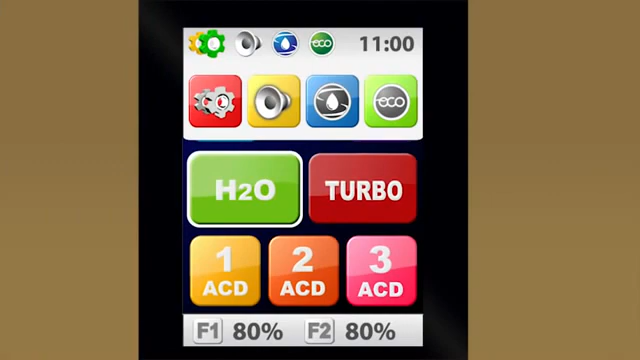 eco 11:00
eco
H2O TURBO
1 2 3
ACD ACD ACD
F1 80% F2 80%